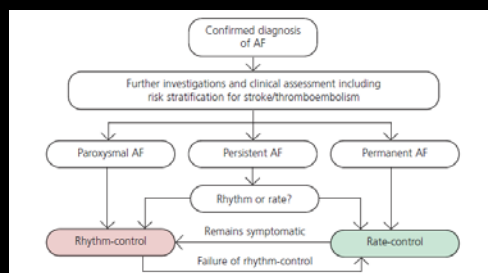 Confirmed diagnosis
of AF
Further investigations and clinical assessment including
risk stratification for stroke/thromboembolism
Paroxysmal AF
Persistent AF
Permanent AF
Rhythm or rate?
Remains symptomatic
Rhythm-control
Rate-control
Failure of rhythm-control